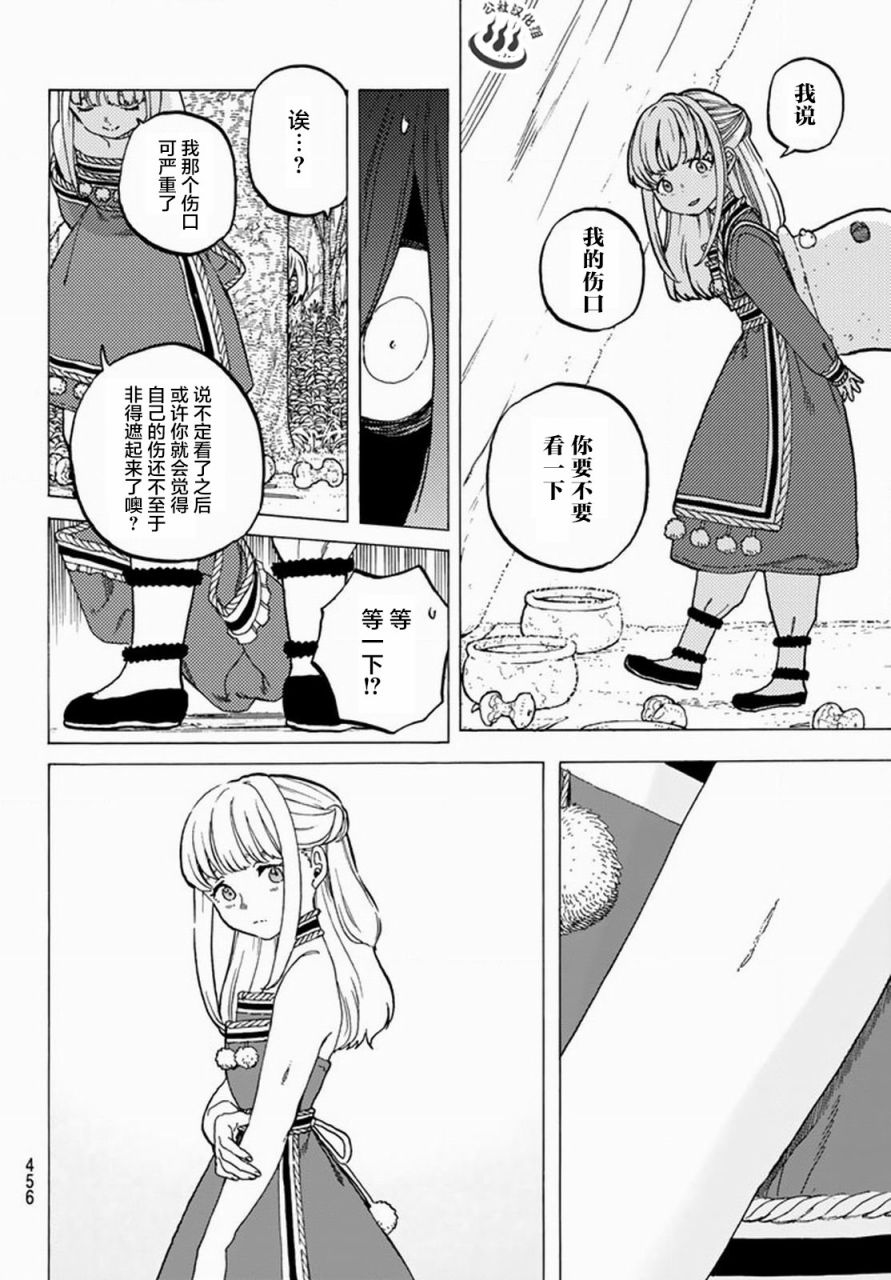 公社汉化组
我说
我的伤口
你要不要
看一下
诶…?
我那个伤口
可严重了
说不定看了之后
或许你就会觉得
自己的伤还不至于
非得遮起来了噢?
等
等一下!?
456